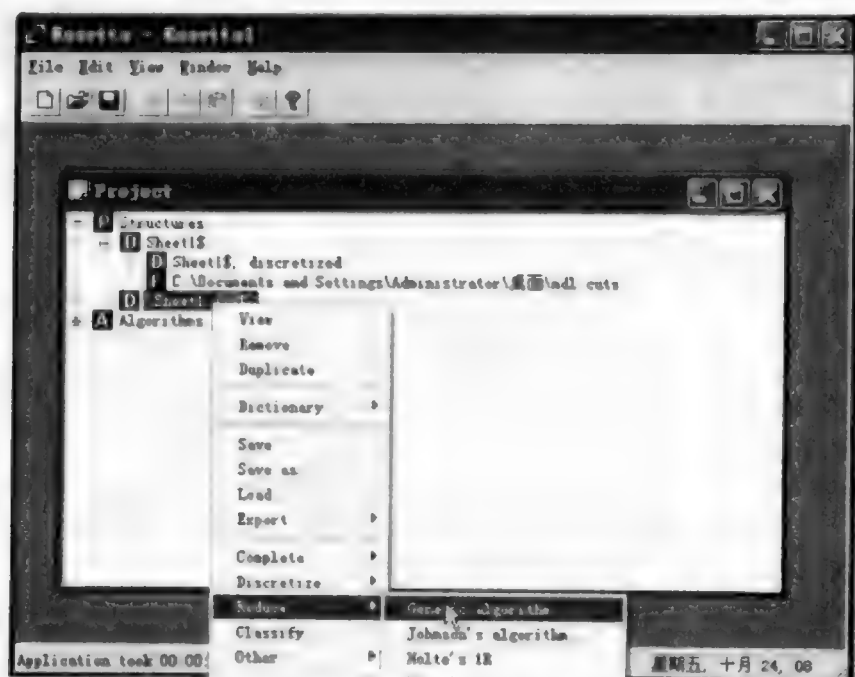 Rosetta - Rosetta1
File Edit View Window Help
Project
Structures
Sheet1$
Sheet1$, discretized
C:\Documents and Settings\Administrator\桌面\mdl cuts
Sheet1
Algorithms
View
Remove
Duplicate
Dictionary
Save
Save as
Load
Export
Complete
Discretize
Reduce
Genetic algorithm
Classify
Johnson's algorithm
Other
Holte's 1R
Application took 00:00:
星期五, 十月 24, 08